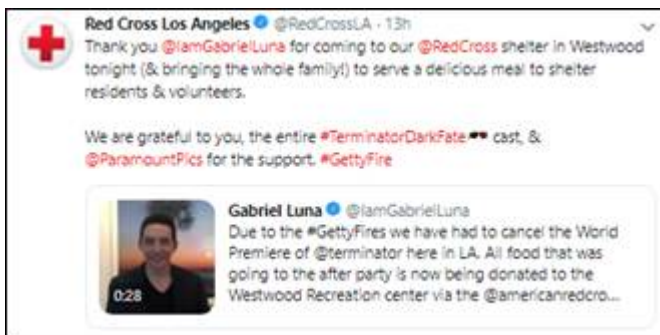 Red Cross Los Angeles @RedCrossLA · 13h
Thank you @IamGabrielLuna for coming to our @RedCross shelter in Westwood
tonight (& bringing the whole family!) to serve a delicious meal to shelter
residents & volunteers.
We are grateful to you, the entire #TerminatorDarkFate🕶 cast, &
@ParamountPics for the support. #GettyFire
Gabriel Luna @IamGabrielLuna
Due to the #GettyFires we have had to cancel the World
Premiere of @terminator here in LA. All food that was
going to the after party is now being donated to the
Westwood Recreation center via the @americanredcro...
0:28